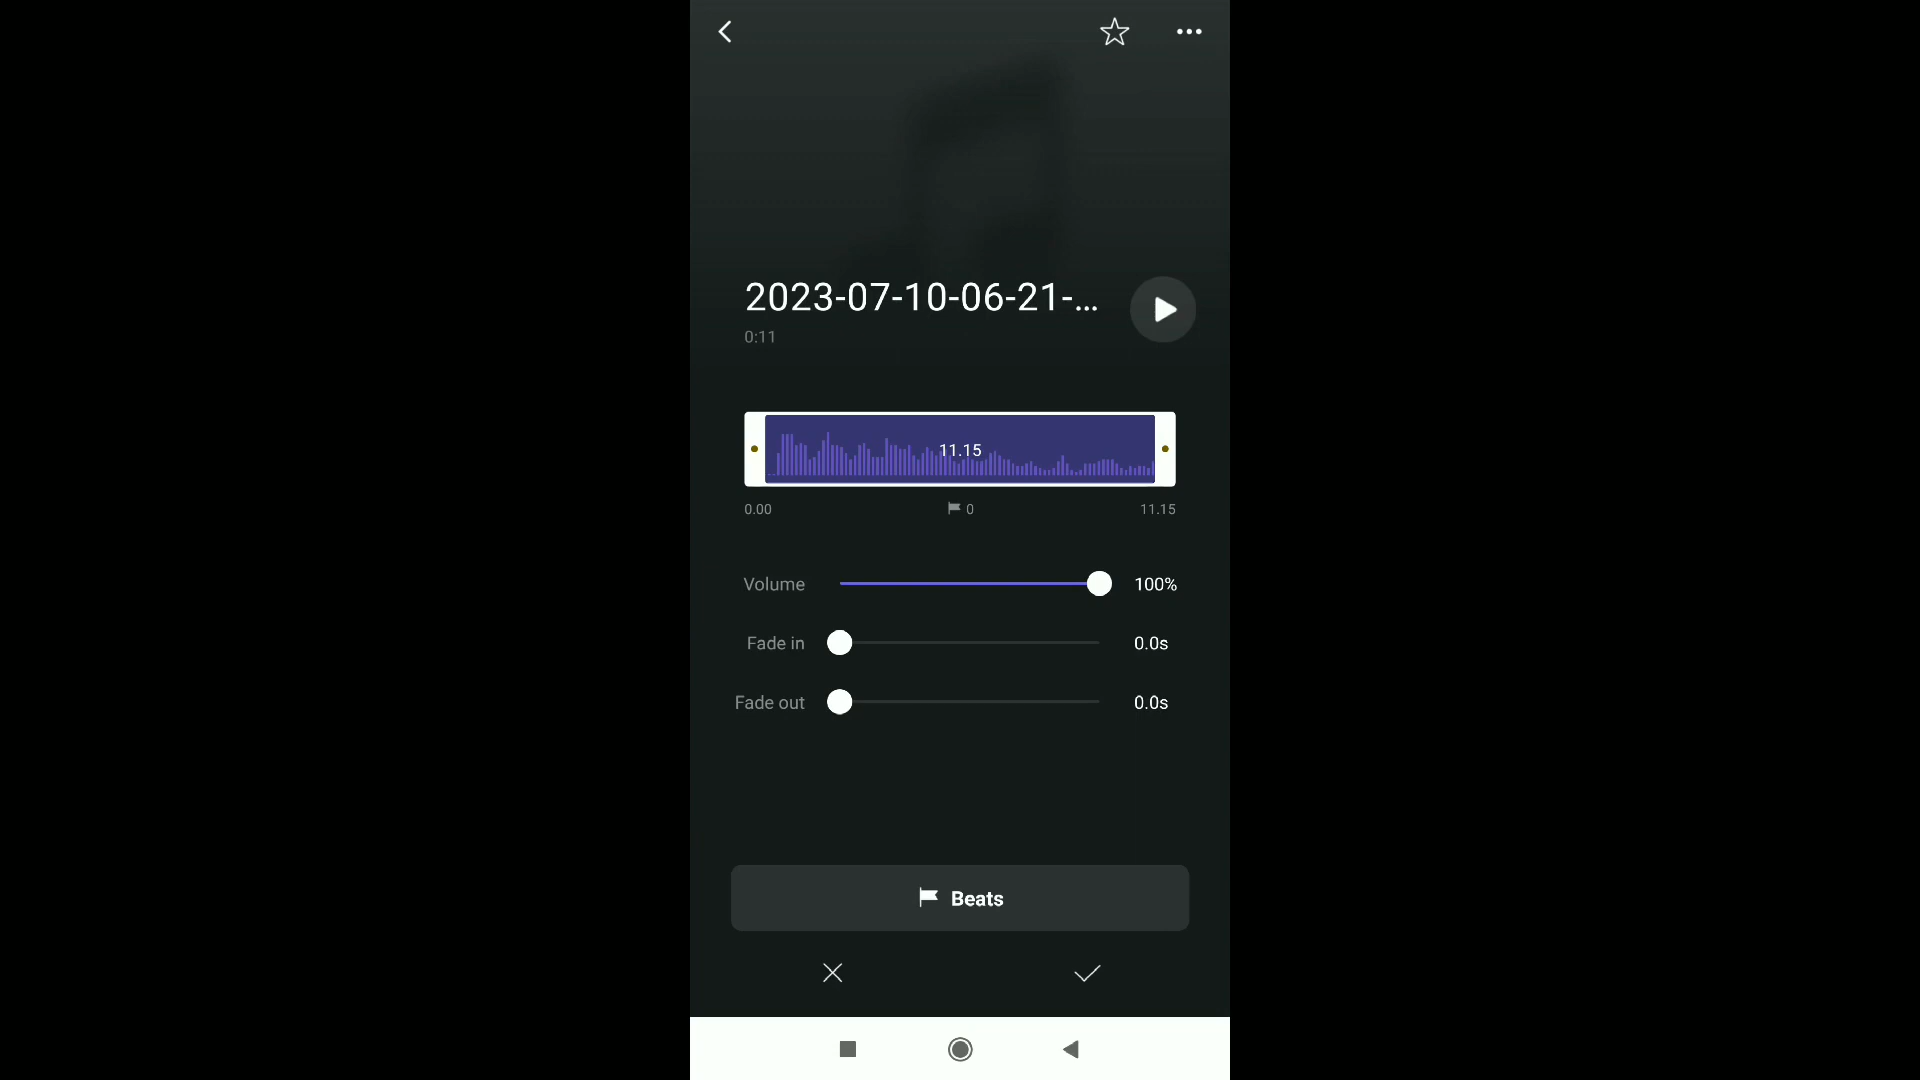 2023-07-10-06-21-...
0:11
11.15
0.00 0 11.15
Volume 100%
Fade in 0.0s
Fade out 0.0s
Beats